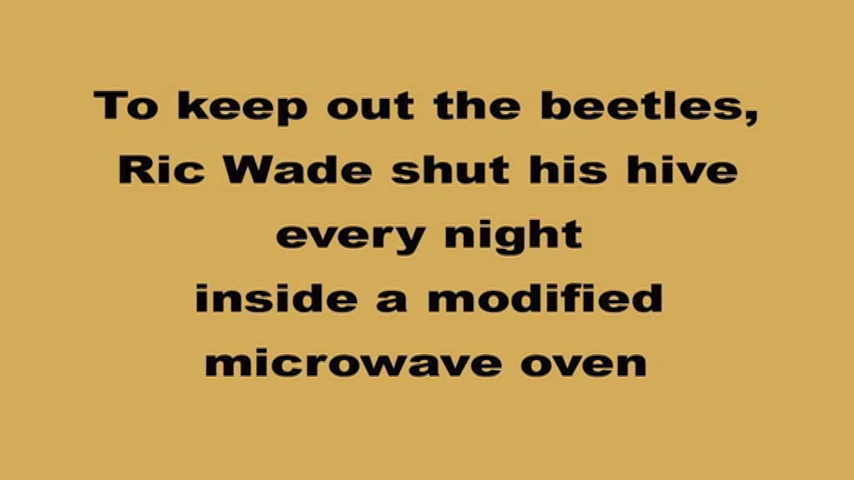 To keep out the beetles,
Ric Wade shut his hive
every night
inside a modified
microwave oven